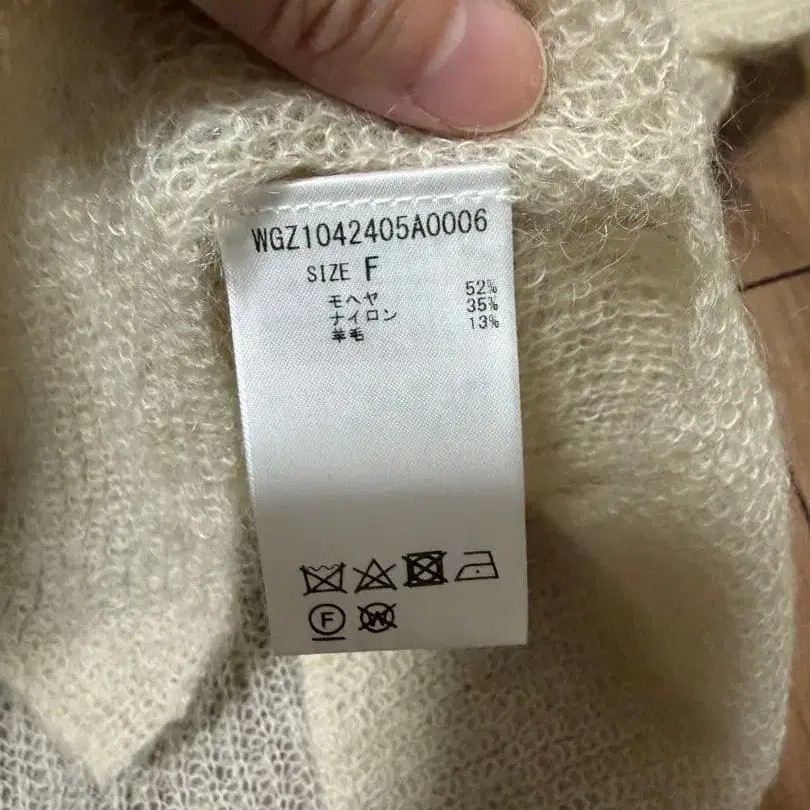 WGZ1042405A0006
SIZE F
モヘヤ 52%
ナイロン 35%
羊毛 13%
F W